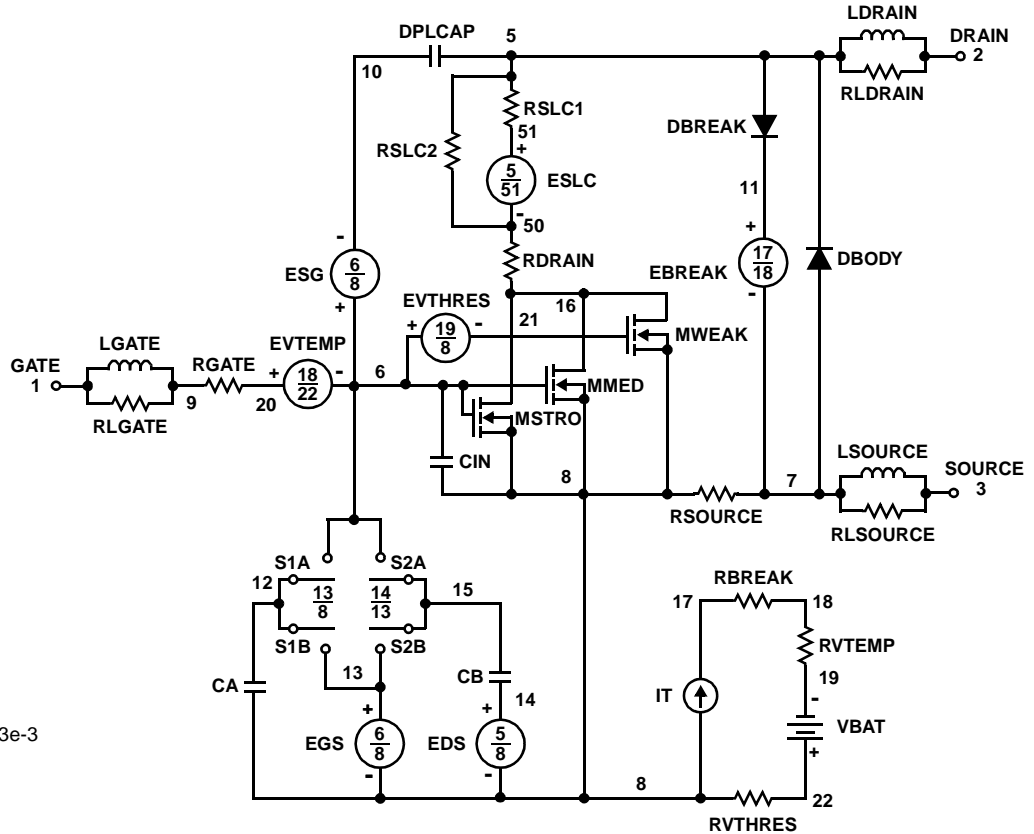 LDRAIN
DPLCAP
5
DRAIN
2
10
RLDRAIN
RSLC1
51
DBREAK
RSLC2
+
5
51
ESLC
-
50
11
-
6
8
ESG
+
RDRAIN
+
17
18
EBREAK
-
DBODY
EVTHRES
16
21
+
19
8
-
MWEAK
LGATE
EVTEMP
GATE
1
RGATE
+
18
22
-
6
MMED
9
20
MSTRO
RLGATE
CIN
8
7
LSOURCE
SOURCE
3
RSOURCE
RLSOURCE
S1A
S2A
12
13
8
14
13
15
RBREAK
17
18
S1B
S2B
RVTEMP
13
CB
19
CA
14
IT
-
VBAT
+
+
+
EGS
6
8
EDS
5
8
-
-
3e-3
8
22
RVTHRES